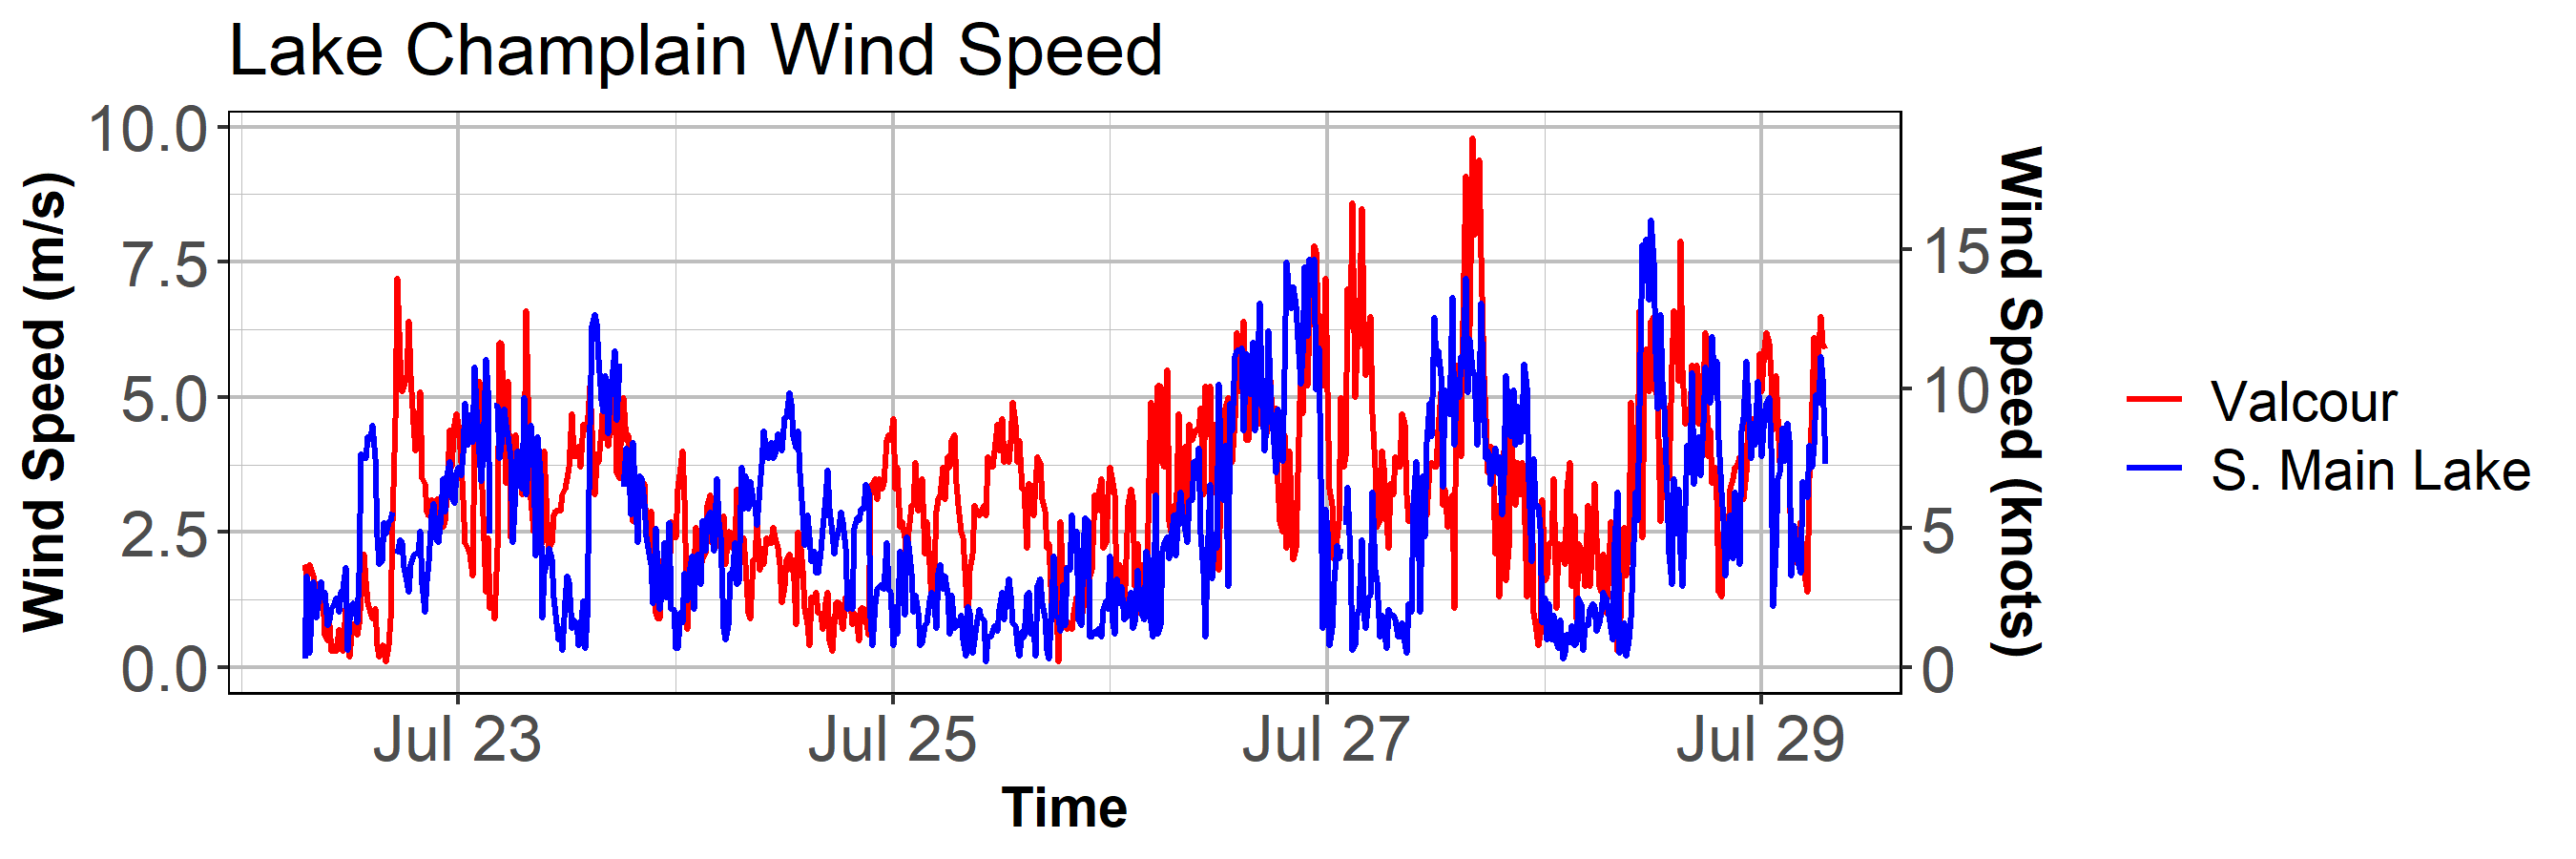 Lake Champlain Wind Speed
Wind Speed (m/s)
10.0
7.5
5.0
2.5
0.0
Wind Speed (knots)
15
10
5
0
Jul 23
Jul 25
Jul 27
Jul 29
Time
Valcour
S. Main Lake